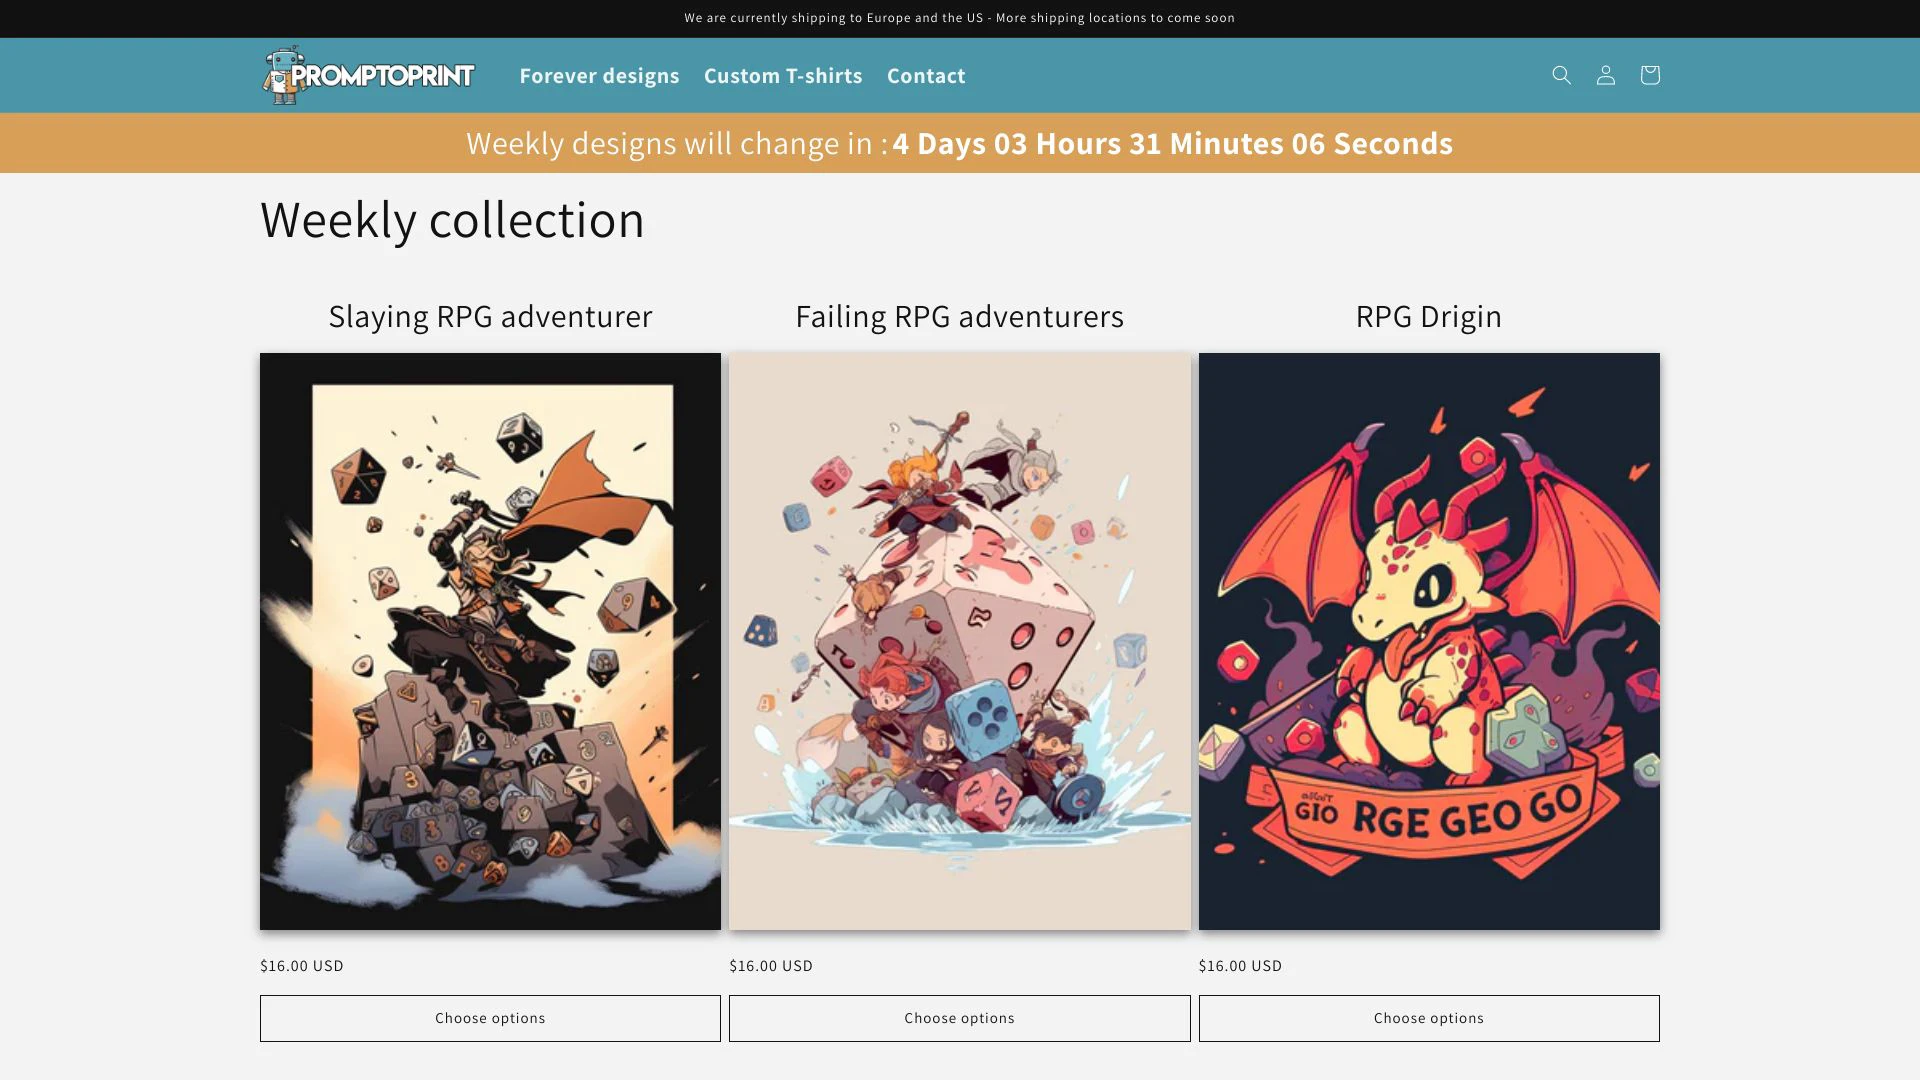 We are currently shipping to Europe and the US - More shipping locations to come soon
PROMPTOPRINT
Forever designs
Custom T-shirts
Contact
Weekly designs will change in : 4 Days 03 Hours 31 Minutes 06 Seconds
Weekly collection
Slaying RPG adventurer
Failing RPG adventurers
RPG Drigin
GIO RGE GEO GO
$16.00 USD
$16.00 USD
$16.00 USD
Choose options
Choose options
Choose options